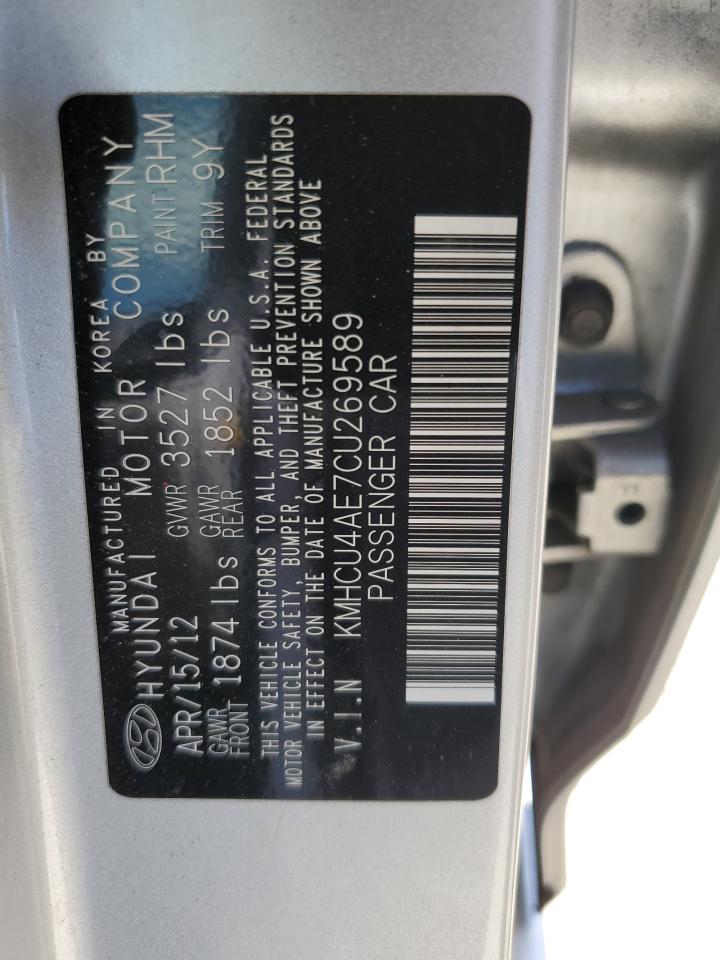 MANUFACTURED IN KOREA BY
HYUNDAI MOTOR COMPANY
APR/15/12 GVWR 3527 lbs PAINT RHM
GAWR FRONT 1874 lbs GAWR REAR 1852 lbs TRIM 9Y
THIS VEHICLE CONFORMS TO ALL APPLICABLE U.S.A. FEDERAL
MOTOR VEHICLE SAFETY, BUMPER, AND THEFT PREVENTION STANDARDS
IN EFFECT ON THE DATE OF MANUFACTURE SHOWN ABOVE
V.I.N KMHCU4AE7CU269589
PASSENGER CAR